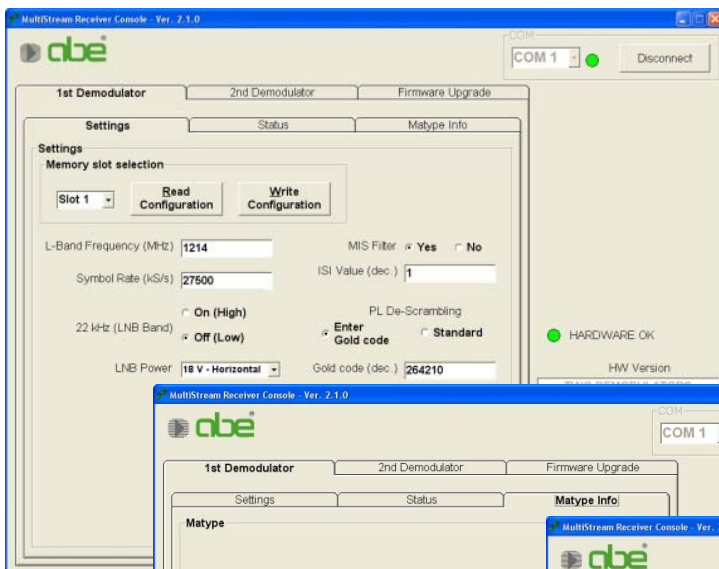 MultiStream Receiver Console - Ver. 2.1.0
abe®
COM
COM 1
Disconnect
1st Demodulator
2nd Demodulator
Firmware Upgrade
Settings
Status
Matype Info
Settings
Memory slot selection
Slot 1
Read Configuration
Write Configuration
L-Band Frequency (MHz)
1214
MIS Filter
Yes
No
Symbol Rate (kS/s)
27500
ISI Value (dec.)
1
22 kHz (LNB Band)
On (High)
Off (Low)
PL De-Scrambling
Enter Gold code
Standard
HARDWARE OK
LNB Power
18 V - Horizontal
Gold code (dec.)
264210
HW Version
TWO DEMODULATORS
MultiStream Receiver Console - Ver. 2.1.0
abe®
COM
COM 1
1st Demodulator
2nd Demodulator
Firmware Upgrade
Settings
Status
Matype Info
Matype
MultiStream Receiver Console - Ver.
abe®